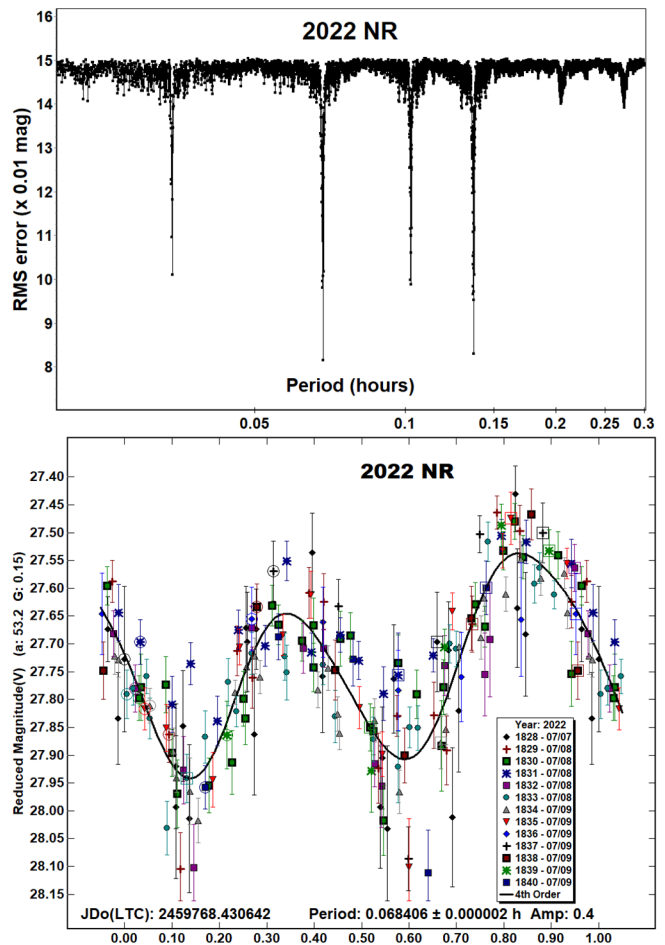 2022 NR
16
15
14
13
12
11
10
9
8
RMS error (x 0.01 mag)
Period (hours)
0.05
0.1
0.15
0.2
0.25
0.3
2022 NR
27.40
27.45
27.50
27.55
27.60
27.65
27.70
27.75
27.80
27.85
27.90
27.95
28.00
28.05
28.10
28.15
Reduced Magnitude(V) (a: 53.2 G: 0.15)
Year: 2022
1828 - 07/07
1829 - 07/08
1830 - 07/08
1831 - 07/08
1832 - 07/08
1833 - 07/08
1834 - 07/09
1835 - 07/09
1836 - 07/09
1837 - 07/09
1838 - 07/09
1839 - 07/09
1840 - 07/09
4th Order
JDo(LTC): 2459768.430642 Period: 0.068406 ± 0.000002 h Amp: 0.4
0.00 0.10 0.20 0.30 0.40 0.50 0.60 0.70 0.80 0.90 1.00